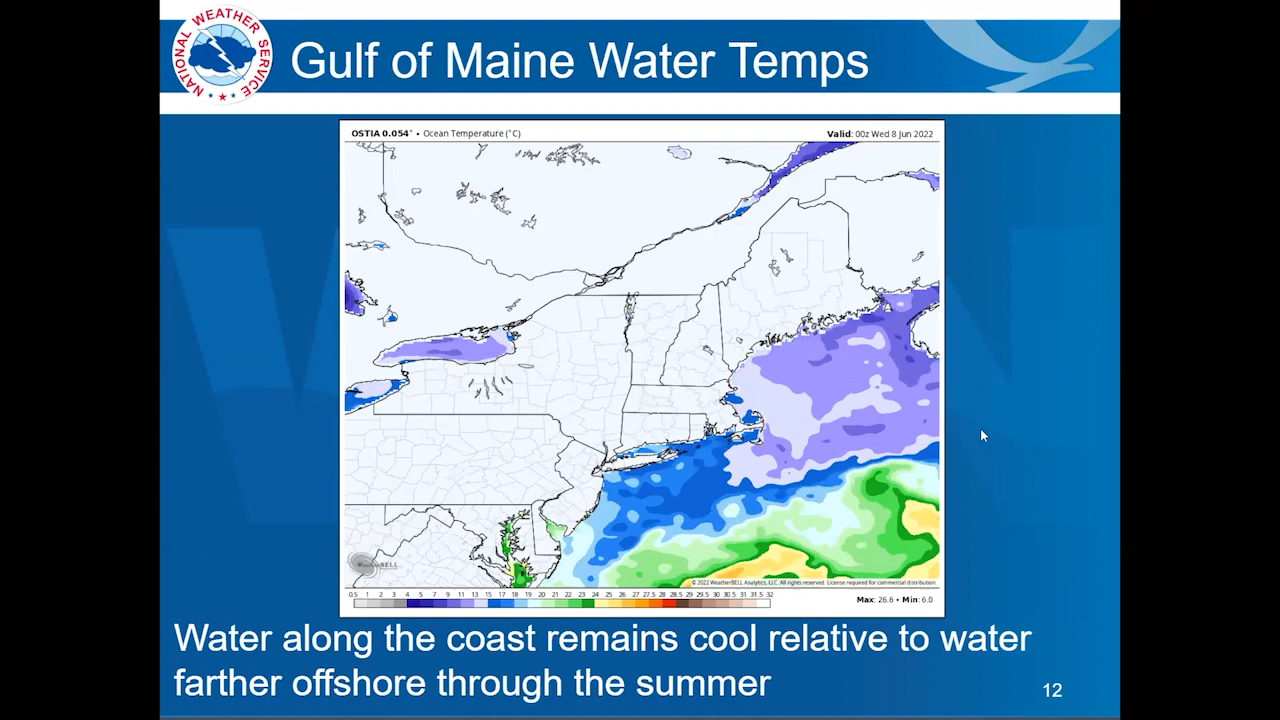 NATIONAL WEATHER SERVICE
Gulf of Maine Water Temps
OSTIA 0.054° • Ocean Temperature (°C)
Valid: 00z Wed 8 Jun 2022
WeatherBELL
© 2022 WeatherBELL Analytics, LLC. All rights reserved. License required for commercial distribution.
0.5 1 2 3 4 5 7 9 11 13 15 17 18 19 20 21 22 23 24 25 26 27 27.5 28 28.5 29 29.5 30 30.5 31 31.5 32
Max: 26.6 • Min: 6.0
Water along the coast remains cool relative to water
farther offshore through the summer
12